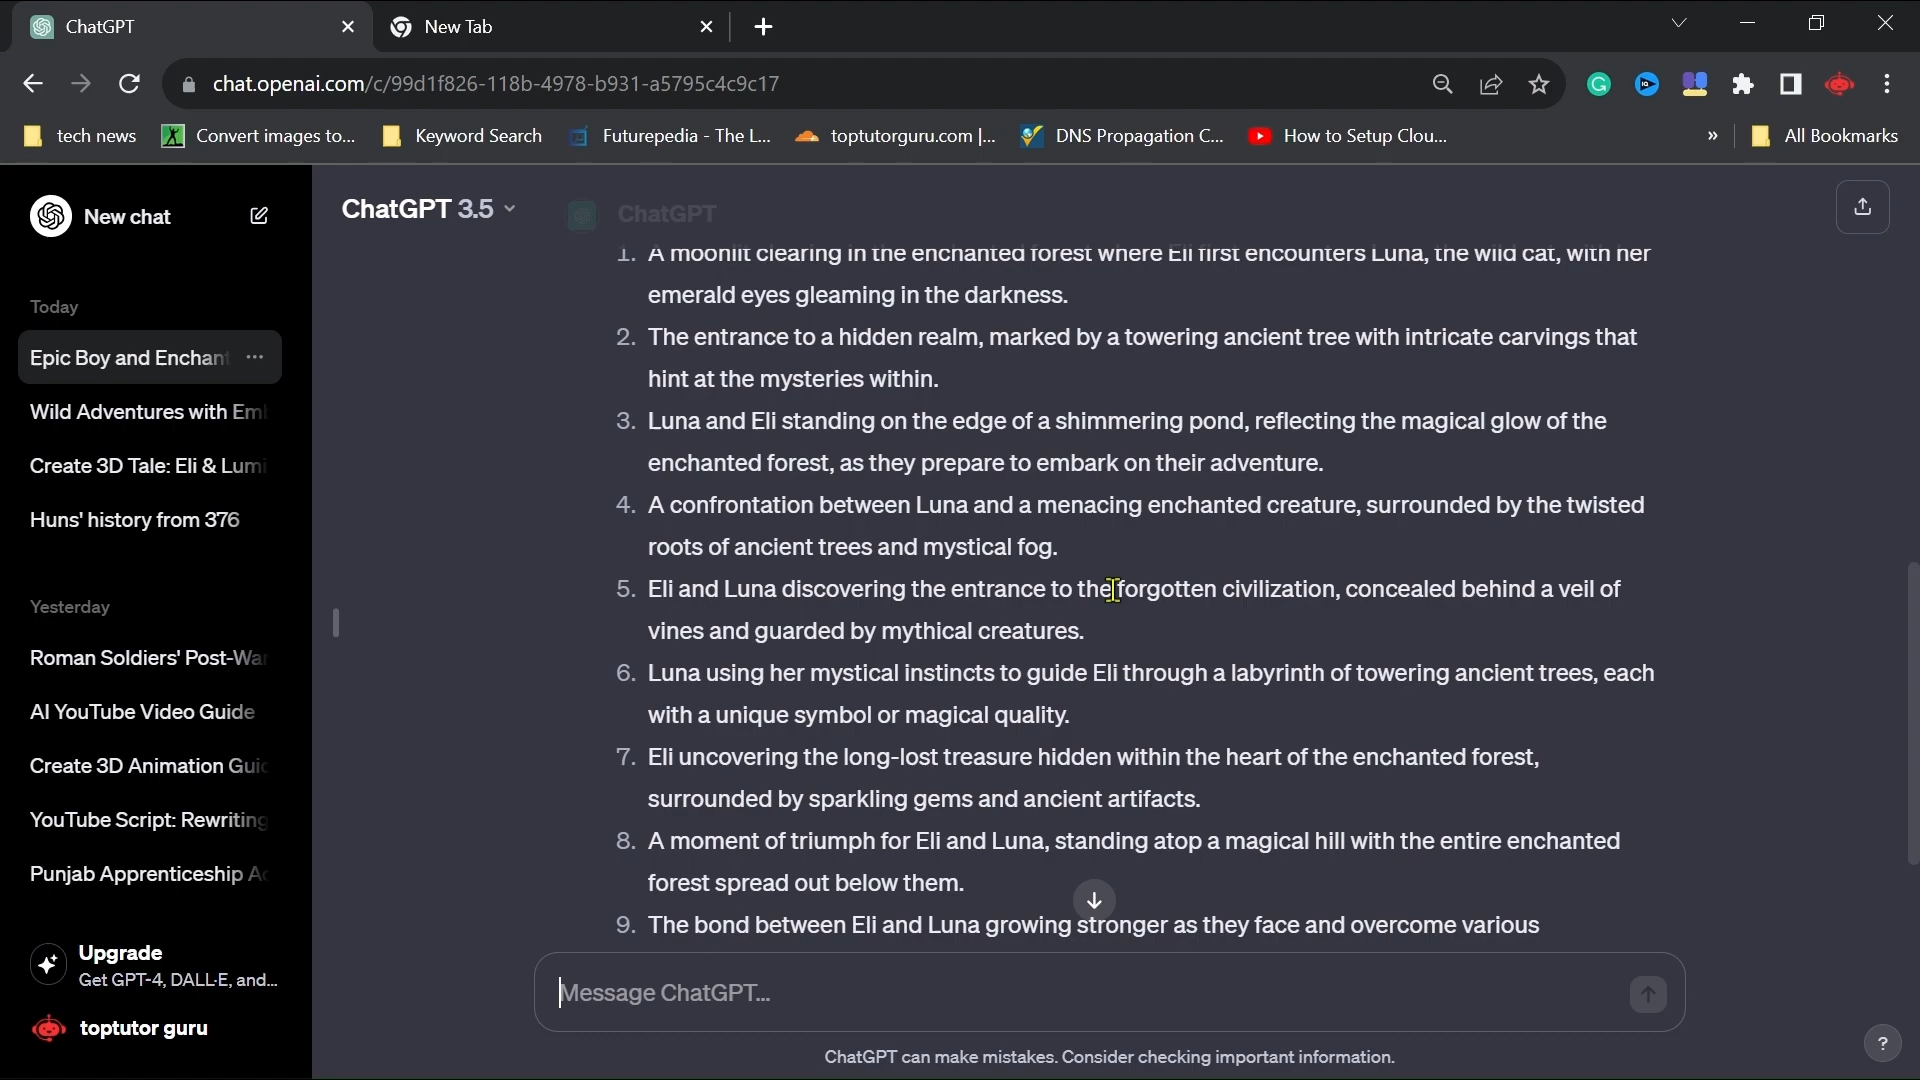 ChatGPT
New Tab
chat.openai.com/c/99d1f826-118b-4978-b931-a5795c4c9c17
tech news
Convert images to...
Keyword Search
Futurepedia - The L...
toptutorguru.com |...
DNS Propagation C...
How to Setup Clou...
»
All Bookmarks
New chat
Today
Epic Boy and Enchant
Wild Adventures with Emi
Create 3D Tale: Eli & Lumi
Huns' history from 376
Yesterday
Roman Soldiers' Post-War
AI YouTube Video Guide
Create 3D Animation Guid
YouTube Script: Rewriting
Punjab Apprenticeship Ac
Upgrade
Get GPT-4, DALL·E, and...
toptutor guru
ChatGPT 3.5
ChatGPT
1. A moonlit clearing in the enchanted forest where Eli first encounters Luna, the wild cat, with her
emerald eyes gleaming in the darkness.
2. The entrance to a hidden realm, marked by a towering ancient tree with intricate carvings that
hint at the mysteries within.
3. Luna and Eli standing on the edge of a shimmering pond, reflecting the magical glow of the
enchanted forest, as they prepare to embark on their adventure.
4. A confrontation between Luna and a menacing enchanted creature, surrounded by the twisted
roots of ancient trees and mystical fog.
5. Eli and Luna discovering the entrance to the forgotten civilization, concealed behind a veil of
vines and guarded by mythical creatures.
6. Luna using her mystical instincts to guide Eli through a labyrinth of towering ancient trees, each
with a unique symbol or magical quality.
7. Eli uncovering the long-lost treasure hidden within the heart of the enchanted forest,
surrounded by sparkling gems and ancient artifacts.
8. A moment of triumph for Eli and Luna, standing atop a magical hill with the entire enchanted
forest spread out below them.
9. The bond between Eli and Luna growing stronger as they face and overcome various
Message ChatGPT...
ChatGPT can make mistakes. Consider checking important information.
?